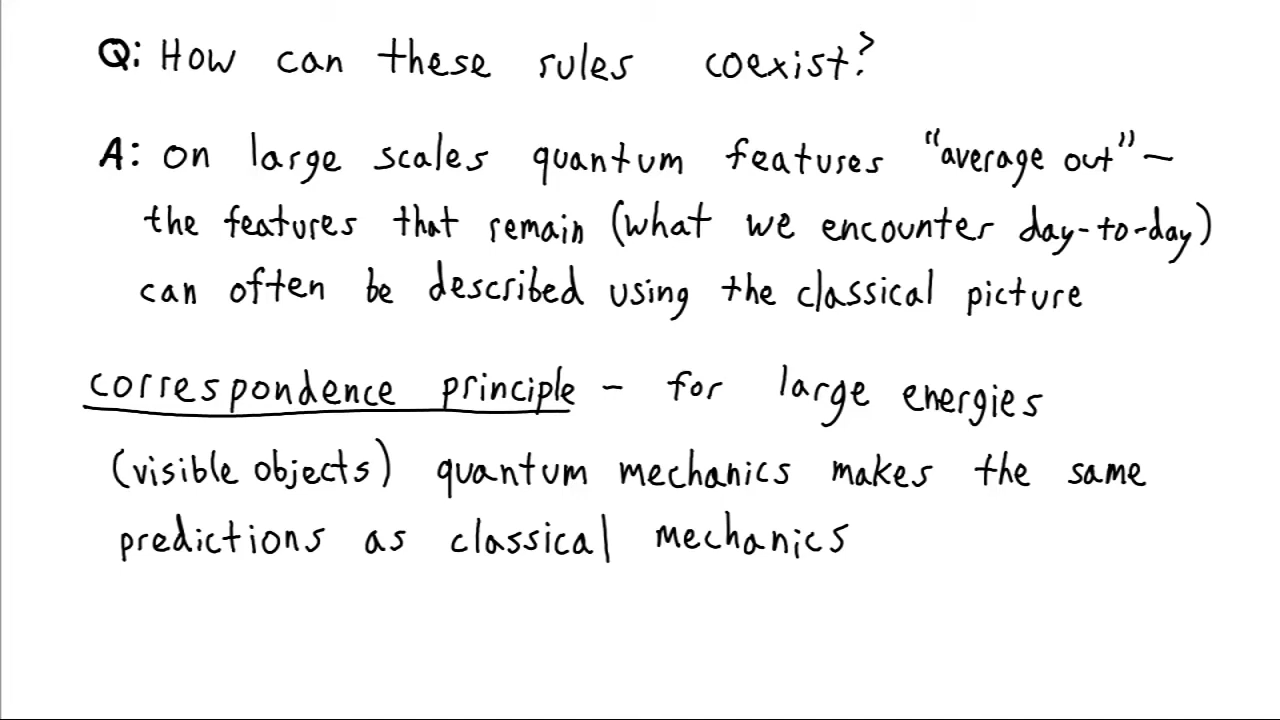 Q: How can these rules coexist?
A: on large scales quantum features "average out" –
the features that remain (what we encounter day-to-day)
can often be described using the classical picture
correspondence principle – for large energies
(visible objects) quantum mechanics makes the same
predictions as classical mechanics